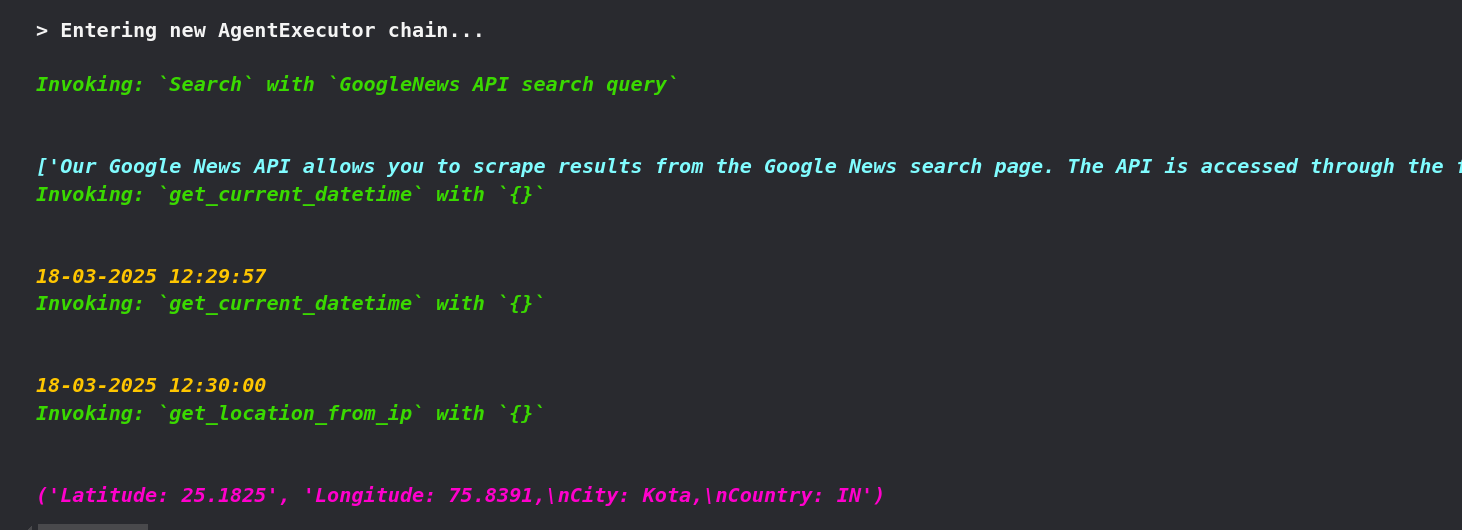 > Entering new AgentExecutor chain...
Invoking: `Search` with `GoogleNews API search query`
['Our Google News API allows you to scrape results from the Google News search page. The API is accessed through the
Invoking: `get_current_datetime` with `{}`
18-03-2025 12:29:57
Invoking: `get_current_datetime` with `{}`
18-03-2025 12:30:00
Invoking: `get_location_from_ip` with `{}`
('Latitude: 25.1825', 'Longitude: 75.8391,\nCity: Kota,\nCountry: IN')